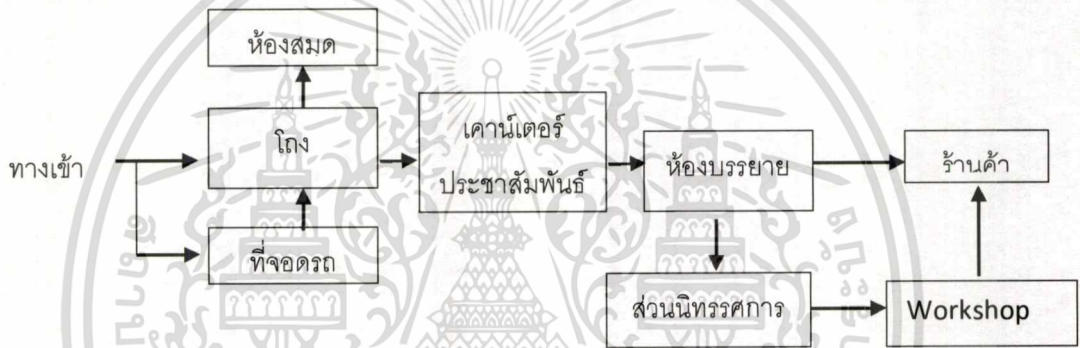 ห้องสมุด
โถง
เคาน์เตอร์
ประชาสัมพันธ์
ห้องบรรยาย
ร้านค้า
ทางเข้า
ที่จอดรถ
ส่วนนิทรรศการ
Workshop